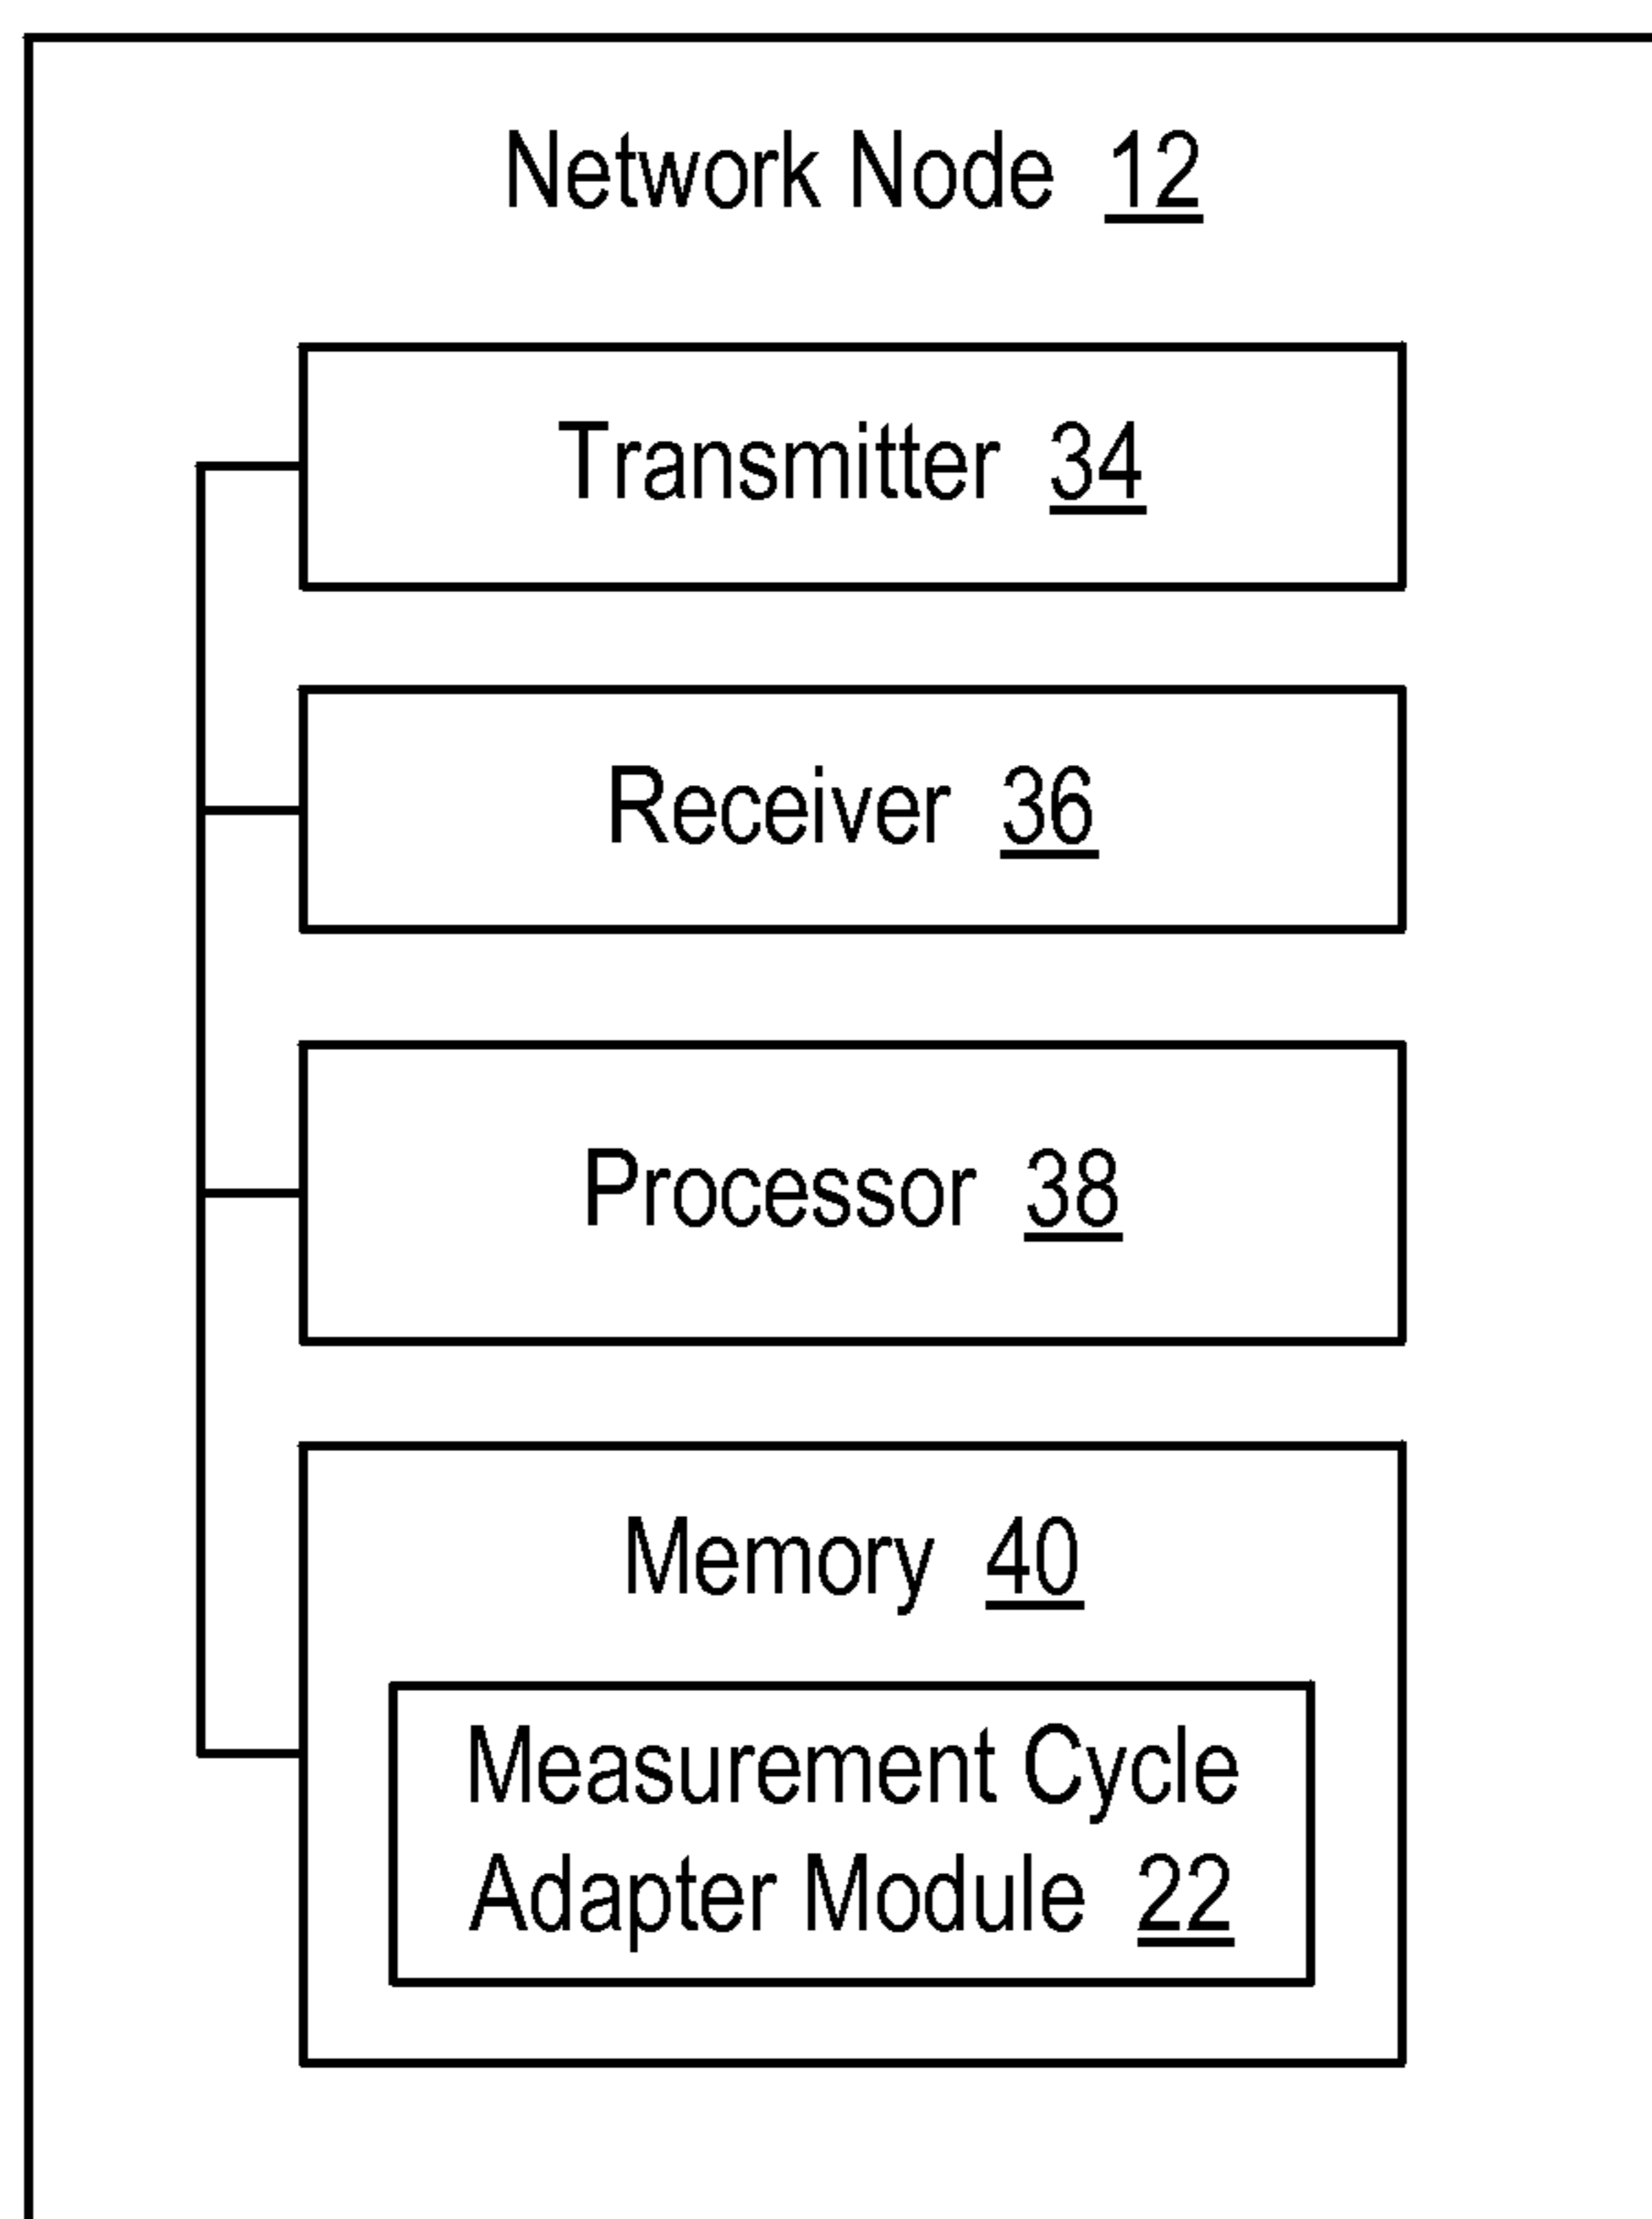 Network Node 12
Transmitter 34
Receiver 36
Processor 38
Memory 40
Measurement Cycle
Adapter Module 22